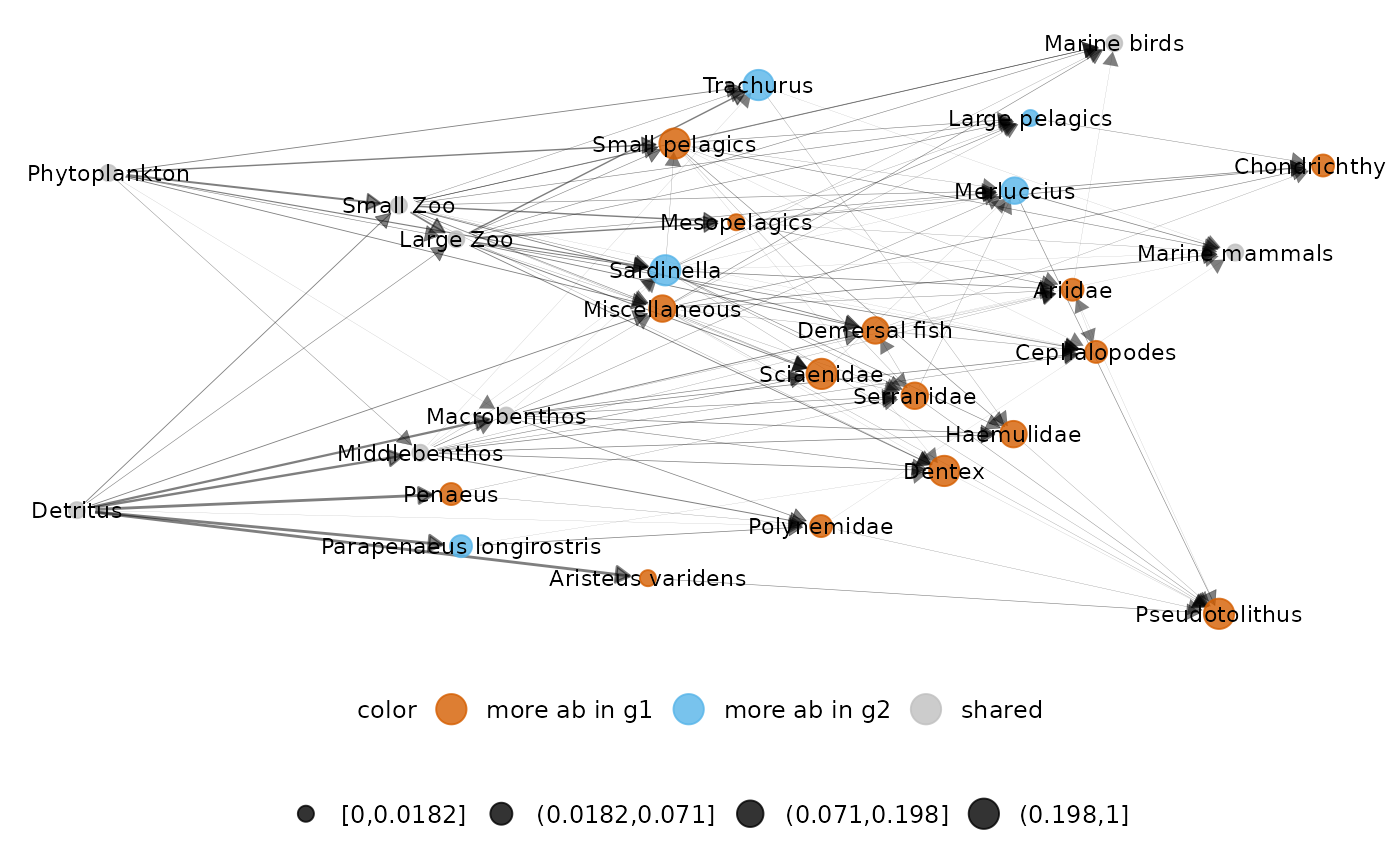 Marine birds
Trachurus
Large pelagics
Small pelagics
Chondrichthy
Phytoplankton
Merluccius
Small Zoo
Mesopelagics
Large Zoo
Marine mammals
Sardinella
Ariidae
Miscellaneous
Demersal fish
Cephalopodes
Sciaenidae
Serranidae
Macrobenthos
Haemulidae
Middlebenthos
Dentex
Penaeus
Detritus
Polynemidae
Parapenaeus longirostris
Aristeus varidens
Pseudotolithus
color more ab in g1 more ab in g2 shared
[0,0.0182] (0.0182,0.071] (0.071,0.198] (0.198,1]